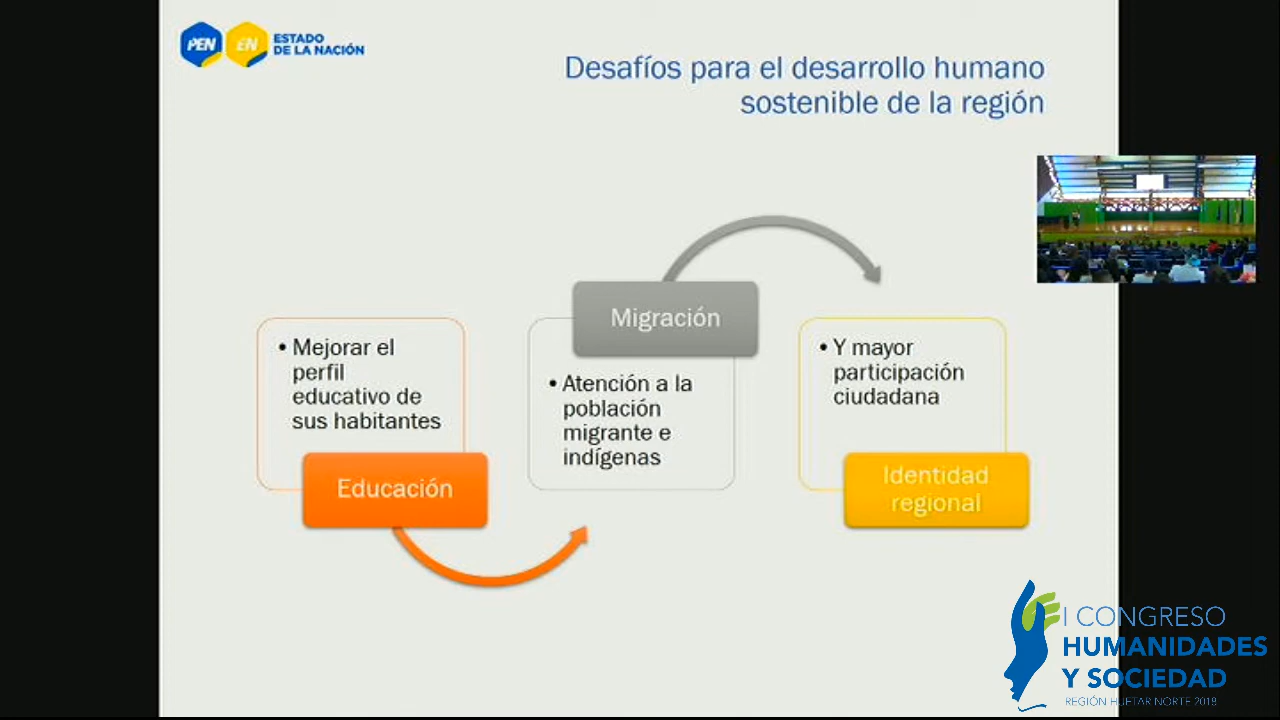 PEN
EN
ESTADO
DE LA NACIÓN
Desafíos para el desarrollo humano
sostenible de la región
• Mejorar el
perfil
educativo de
sus habitantes
Educación
Migración
• Atención a la
población
migrante e
indígenas
• Y mayor
participación
ciudadana
Identidad
regional
I CONGRESO
HUMANIDADES
Y SOCIEDAD
REGIÓN HUETAR NORTE 2018